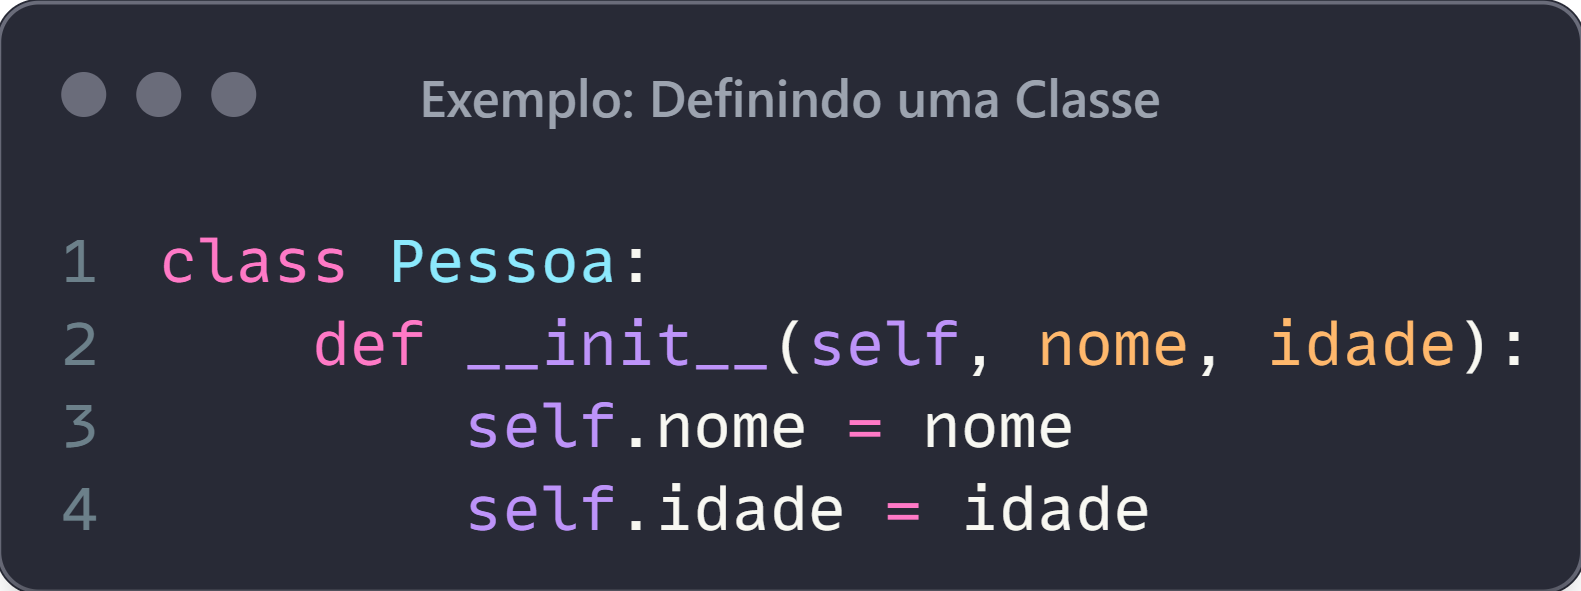 Exemplo: Definindo uma Classe
1 class Pessoa:
2     def __init__(self, nome, idade):
3         self.nome = nome
4         self.idade = idade